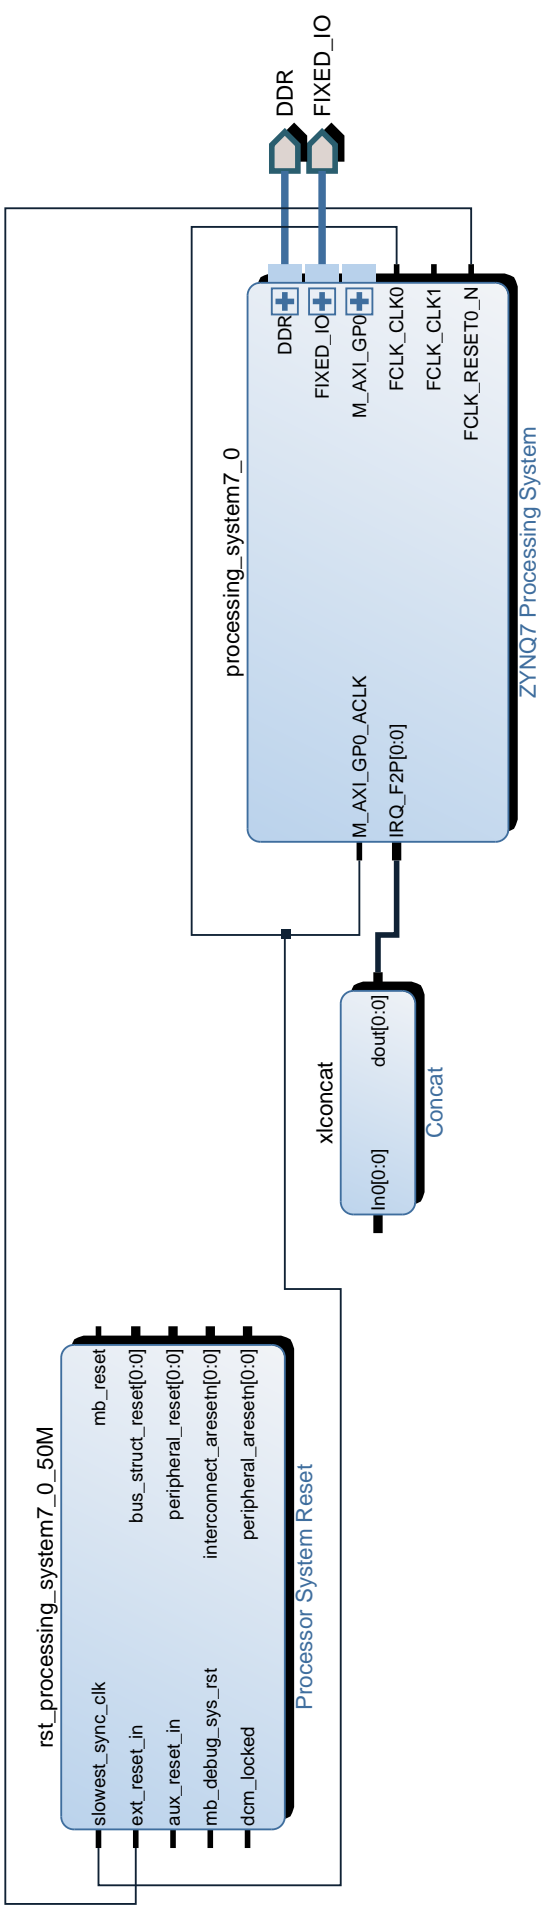 rst_processing_system7_0_50M
slowest_sync_clk
ext_reset_in
aux_reset_in
mb_debug_sys_rst
dcm_locked
mb_reset
bus_struct_reset[0:0]
peripheral_reset[0:0]
interconnect_aresetn[0:0]
peripheral_aresetn[0:0]
Processor System Reset
xlconcat
In0[0:0]
dout[0:0]
Concat
processing_system7_0
M_AXI_GP0_ACLK
IRQ_F2P[0:0]
DDR
FIXED_IO
M_AXI_GP0
FCLK_CLK0
FCLK_CLK1
FCLK_RESET0_N
ZYNQ7 Processing System
DDR
FIXED_IO